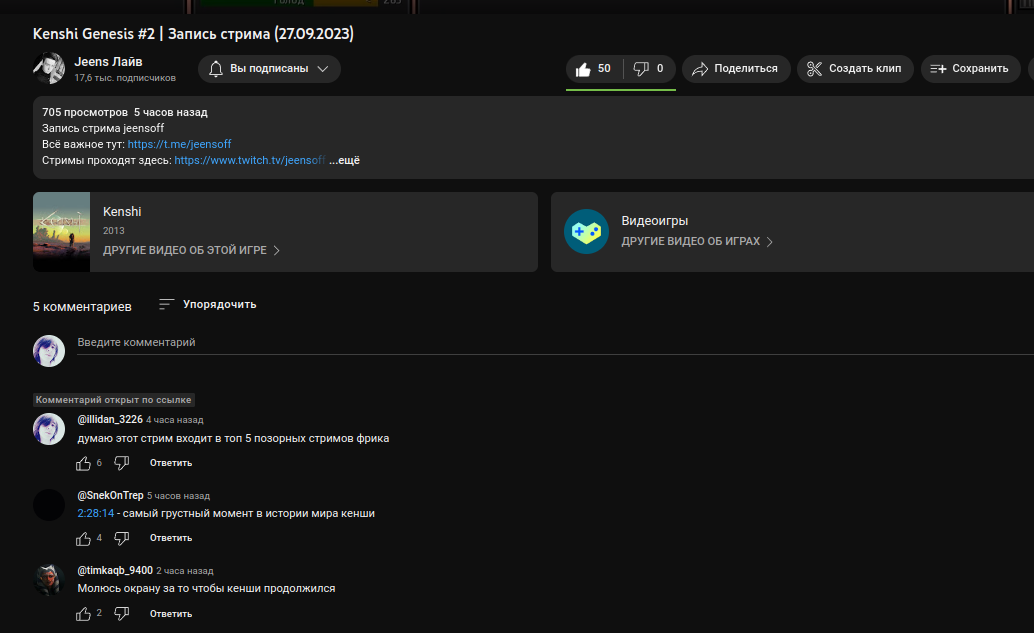 Голод
Kenshi Genesis #2 | Запись стрима (27.09.2023)
Jeens Лайв
17,6 тыс. подписчиков
Вы подписаны
50
0
Поделиться
Создать клип
Сохранить
705 просмотров 5 часов назад
Запись стрима jeensoff
Всё важное тут: https://t.me/jeensoff
Стримы проходят здесь: https://www.twitch.tv/jeensoff ...ещё
Kenshi
2013
ДРУГИЕ ВИДЕО ОБ ЭТОЙ ИГРЕ
Видеоигры
ДРУГИЕ ВИДЕО ОБ ИГРАХ
5 комментариев
Упорядочить
Введите комментарий
Комментарий открыт по ссылке
@illidan_3226 4 часа назад
думаю этот стрим входит в топ 5 позорных стримов фрика
6
Ответить
@SnekOnTrep 5 часов назад
2:28:14 - самый грустный момент в истории мира кенши
4
Ответить
@timkaqb_9400 2 часа назад
Молюсь окрану за то чтобы кенши продолжился
2
Ответить